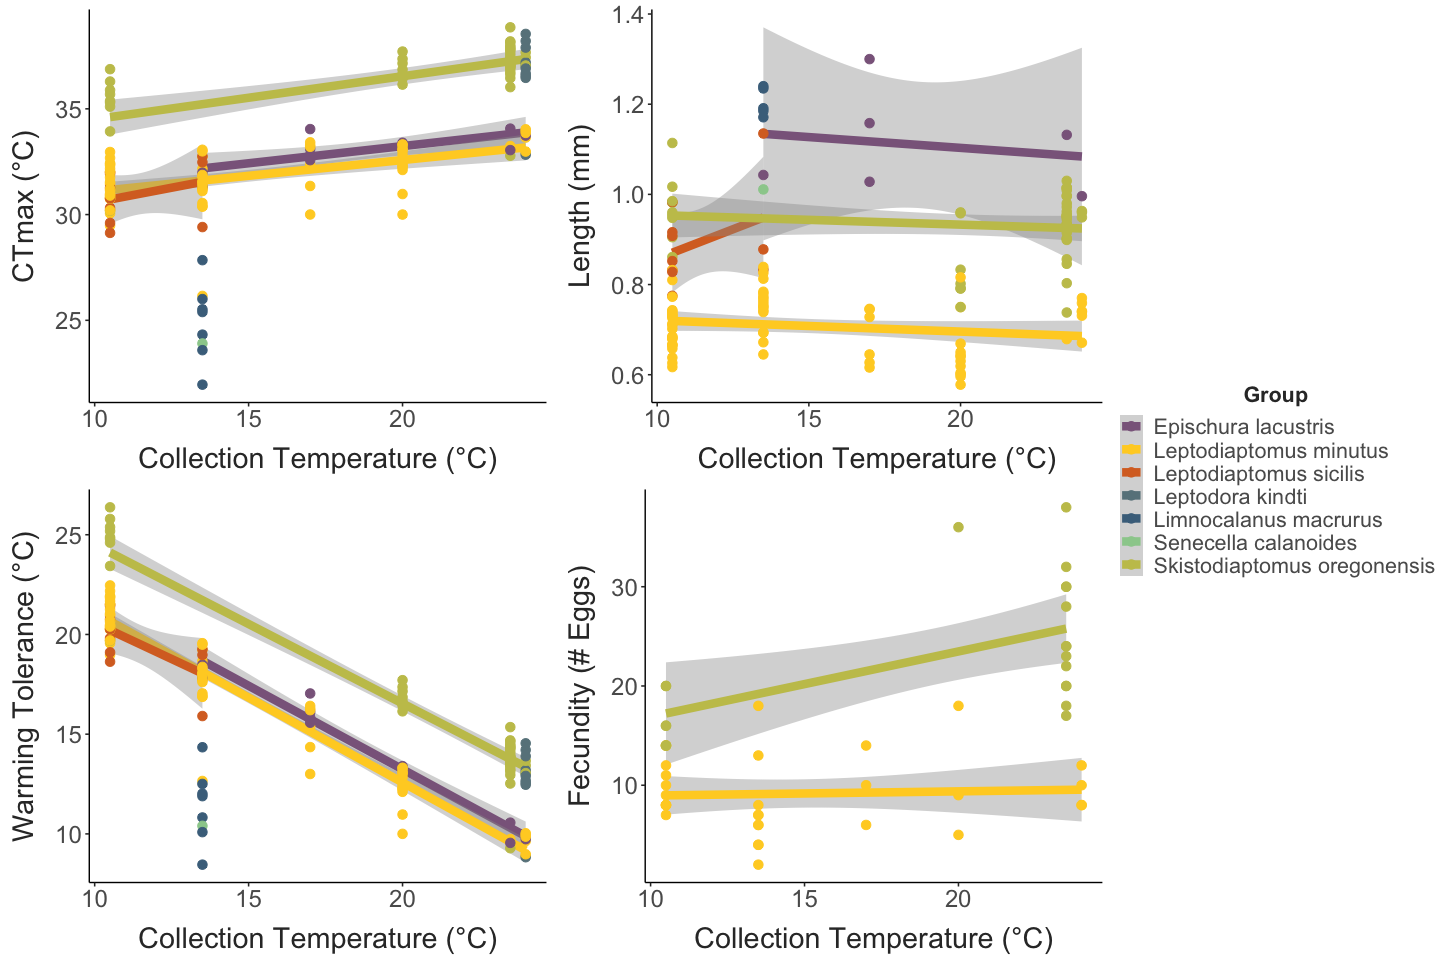 CTmax (°C)
35
30
25
10 15 20
Collection Temperature (°C)
Length (mm)
1.4
1.2
1.0
0.8
0.6
10 15 20
Collection Temperature (°C)
Warming Tolerance (°C)
25
20
15
10
10 15 20
Collection Temperature (°C)
Fecundity (# Eggs)
30
20
10
10 15 20
Collection Temperature (°C)
Group
Epischura lacustris
Leptodiaptomus minutus
Leptodiaptomus sicilis
Leptodora kindti
Limnocalanus macrurus
Senecella calanoides
Skistodiaptomus oregonensis